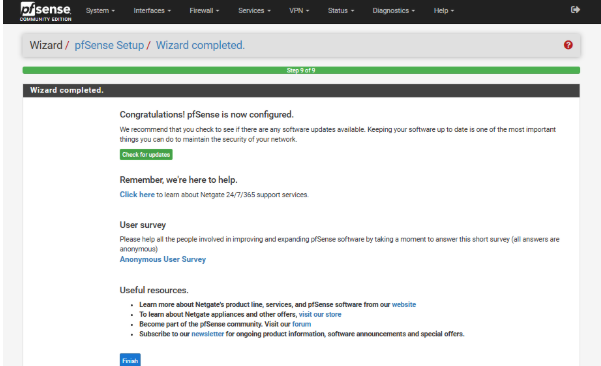 pfsense
COMMUNITY EDITION
System Interfaces Firewall Services VPN Status Diagnostics Help
Wizard / pfSense Setup / Wizard completed.
Step 9 of 9
Wizard completed.
Congratulations! pfSense is now configured.
We recommend that you check to see if there are any software updates available. Keeping your software up to date is one of the most important
things you can do to maintain the security of your network.
Check for updates
Remember, we're here to help.
Click here to learn about Netgate 24/7/365 support services.
User survey
Please help all the people involved in improving and expanding pfSense software by taking a moment to answer this short survey (all answers are
anonymous)
Anonymous User Survey
Useful resources.
Learn more about Netgate's product line, services, and pfSense software from our website
To learn about Netgate appliances and other offers, visit our store
Become part of the pfSense community. Visit our forum
Subscribe to our newsletter for ongoing product information, software announcements and special offers.
Finish